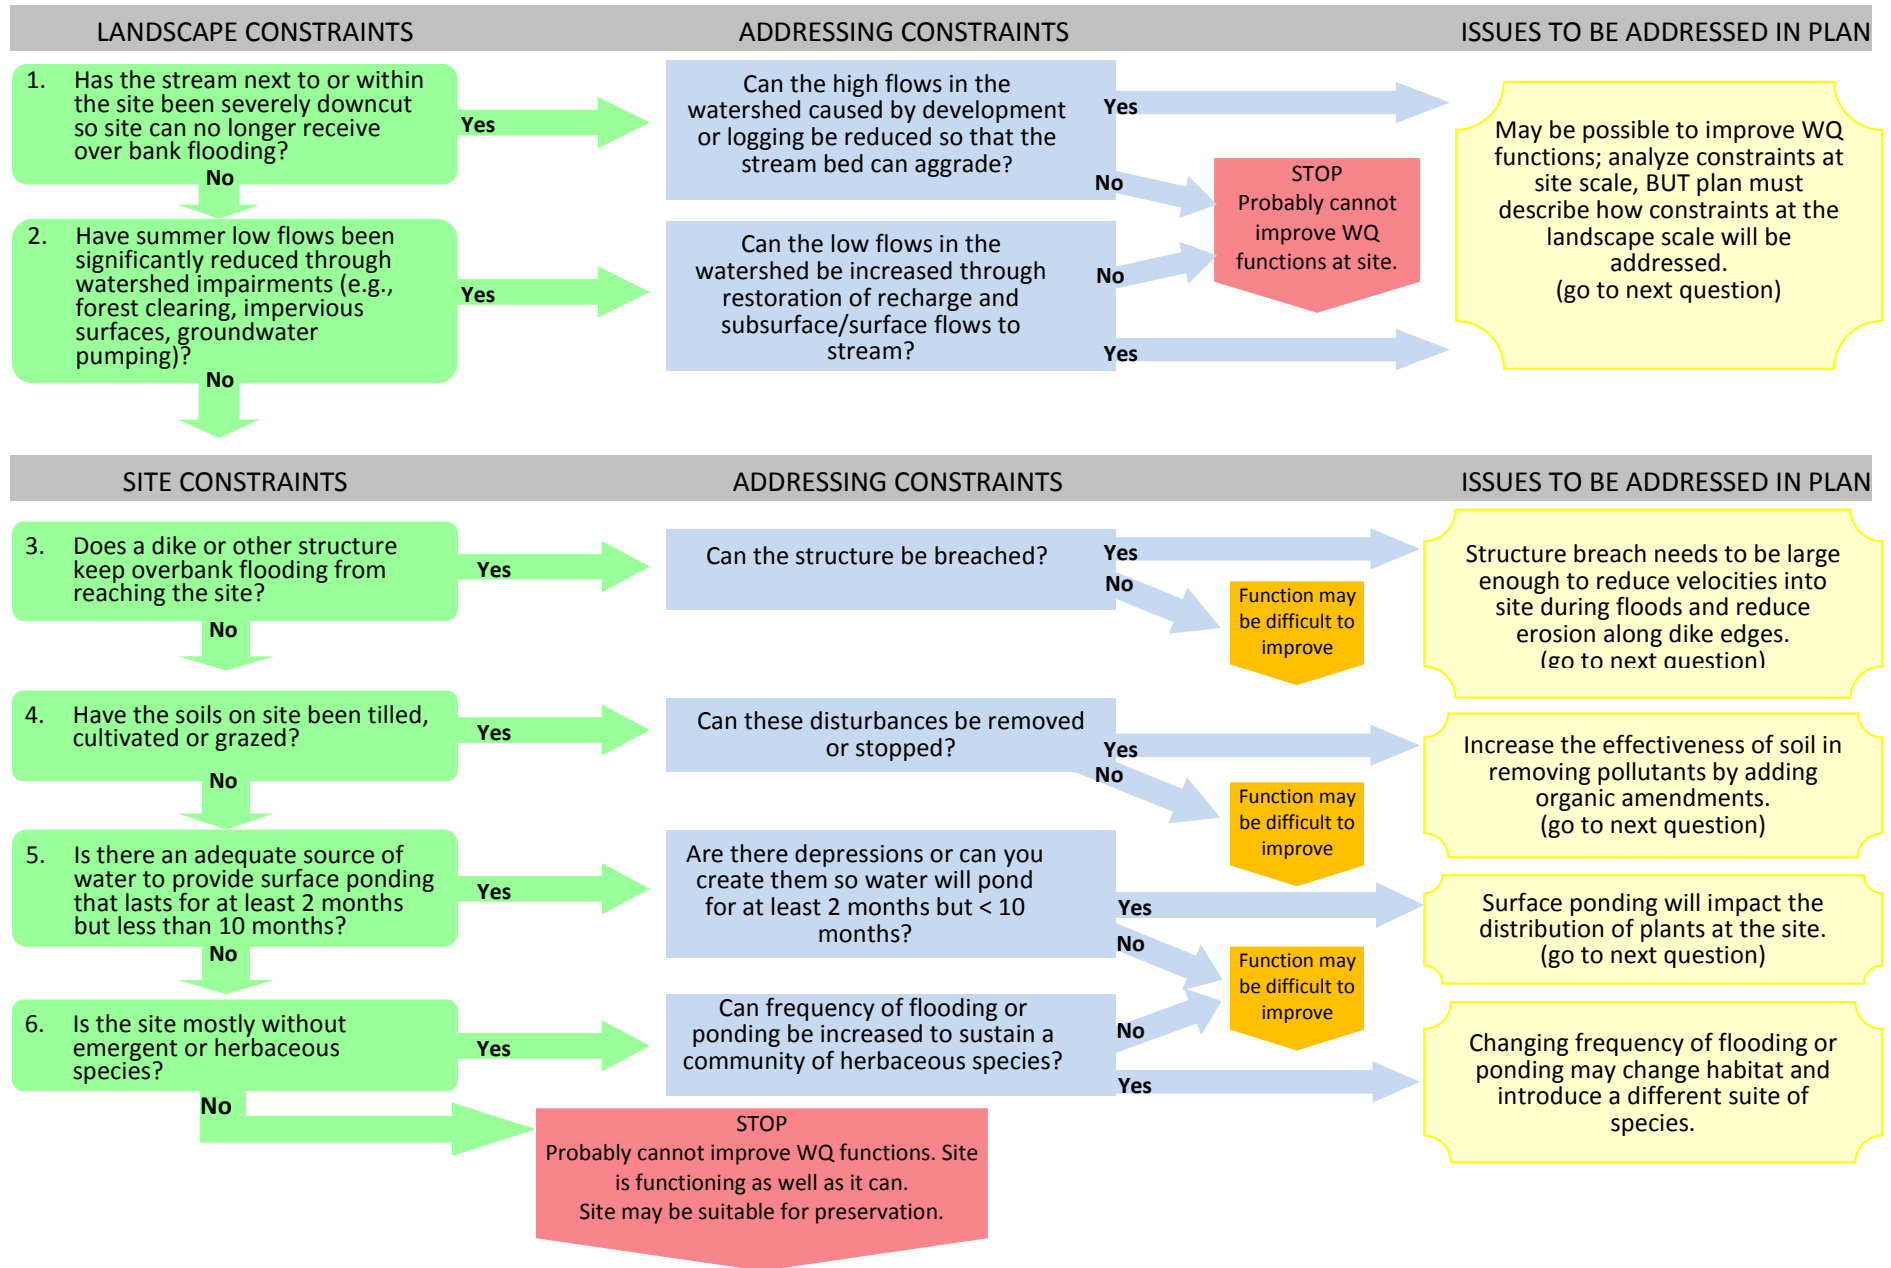 LANDSCAPE CONSTRAINTS
ADDRESSING CONSTRAINTS
ISSUES TO BE ADDRESSED IN PLAN
1. Has the stream next to or within
the site been severely downcut
so site can no longer receive
over bank flooding?
Yes
No
Can the high flows in the
watershed caused by development
or logging be reduced so that the
stream bed can aggrade?
Yes
No
STOP
Probably cannot
improve WQ
functions at site.
May be possible to improve WQ
functions; analyze constraints at
site scale, BUT plan must
describe how constraints at the
landscape scale will be
addressed.
(go to next question)
2. Have summer low flows been
significantly reduced through
watershed impairments (e.g.,
forest clearing, impervious
surfaces, groundwater
pumping)?
Yes
No
Can the low flows in the
watershed be increased through
restoration of recharge and
subsurface/surface flows to
stream?
No
Yes
SITE CONSTRAINTS
ADDRESSING CONSTRAINTS
ISSUES TO BE ADDRESSED IN PLAN
3. Does a dike or other structure
keep overbank flooding from
reaching the site?
Yes
No
Can the structure be breached?
Yes
No
Function may
be difficult to
improve
Structure breach needs to be large
enough to reduce velocities into
site during floods and reduce
erosion along dike edges.
(go to next question)
4. Have the soils on site been tilled,
cultivated or grazed?
Yes
No
Can these disturbances be removed
or stopped?
Yes
No
Function may
be difficult to
improve
Increase the effectiveness of soil in
removing pollutants by adding
organic amendments.
(go to next question)
5. Is there an adequate source of
water to provide surface ponding
that lasts for at least 2 months
but less than 10 months?
Yes
No
Are there depressions or can you
create them so water will pond
for at least 2 months but < 10
months?
Yes
No
Function may
be difficult to
improve
Surface ponding will impact the
distribution of plants at the site.
(go to next question)
6. Is the site mostly without
emergent or herbaceous
species?
Yes
No
Can frequency of flooding or
ponding be increased to sustain a
community of herbaceous species?
No
Yes
Changing frequency of flooding or
ponding may change habitat and
introduce a different suite of
species.
STOP
Probably cannot improve WQ functions. Site
is functioning as well as it can.
Site may be suitable for preservation.